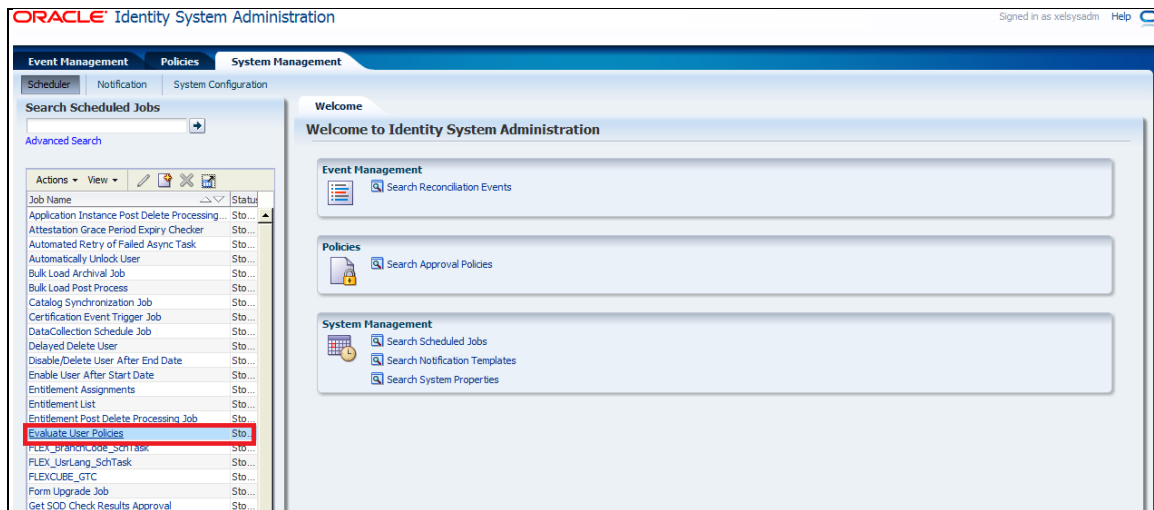 ORACLE Identity System Administration
Signed in as xelsysadm Help
Event Management Policies System Management
Scheduler Notification System Configuration
Search Scheduled Jobs
Advanced Search
Actions View
Job Name Status
Application Instance Post Delete Processing... Sto...
Attestation Grace Period Expiry Checker Sto...
Automated Retry of Failed Async Task Sto...
Automatically Unlock User Sto...
Bulk Load Archival Job Sto...
Bulk Load Post Process Sto...
Catalog Synchronization Job Sto...
Certification Event Trigger Job Sto...
DataCollection Schedule Job Sto...
Delayed Delete User Sto...
Disable/Delete User After End Date Sto...
Enable User After Start Date Sto...
Entitlement Assignments Sto...
Entitlement List Sto...
Entitlement Post Delete Processing Job Sto...
Evaluate User Policies Sto...
FLEX_BranchCode_SchTask Sto...
FLEX_UsrLang_SchTask Sto...
FLEXCUBE_GTC Sto...
Form Upgrade Job Sto...
Get SOD Check Results Approval Sto...
Welcome
Welcome to Identity System Administration
Event Management
Search Reconciliation Events
Policies
Search Approval Policies
System Management
Search Scheduled Jobs
Search Notification Templates
Search System Properties